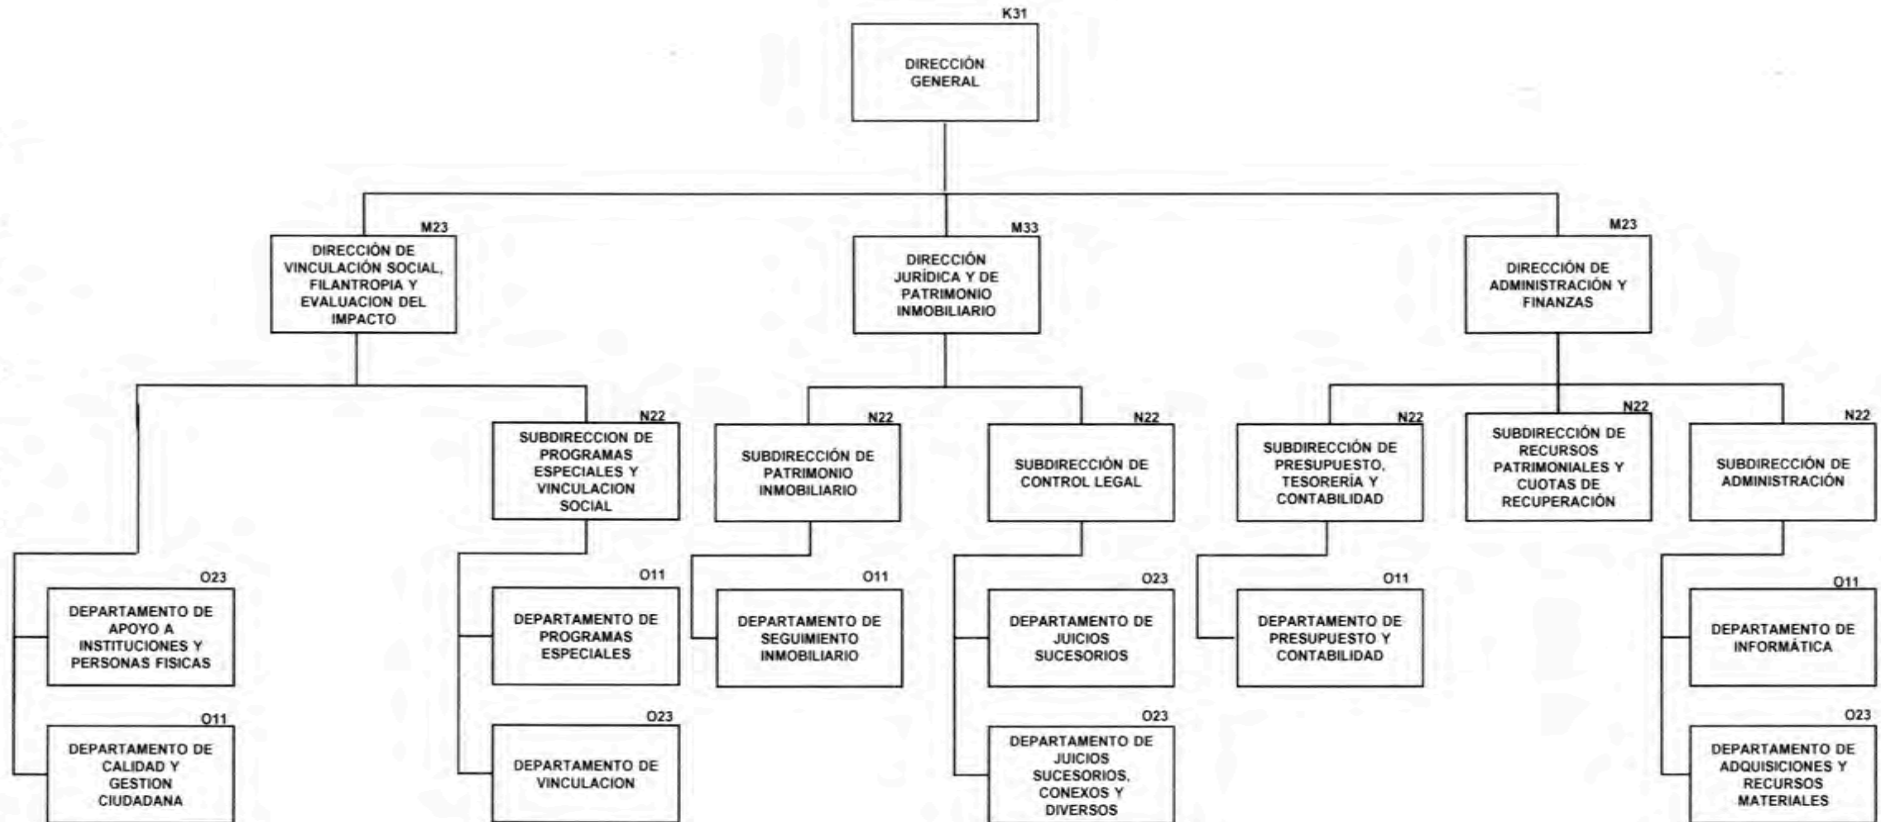 K31
DIRECCIÓN
GENERAL
M23
DIRECCIÓN DE
VINCULACIÓN SOCIAL,
FILANTROPIA Y
EVALUACION DEL
IMPACTO
M33
DIRECCIÓN
JURÍDICA Y DE
PATRIMONIO
INMOBILIARIO
M23
DIRECCIÓN DE
ADMINISTRACIÓN Y
FINANZAS
N22
SUBDIRECCION DE
PROGRAMAS
ESPECIALES Y
VINCULACION
SOCIAL
N22
SUBDIRECCIÓN DE
PATRIMONIO
INMOBILIARIO
N22
SUBDIRECCIÓN DE
CONTROL LEGAL
N22
SUBDIRECCIÓN DE
PRESUPUESTO,
TESORERÍA Y
CONTABILIDAD
N22
SUBDIRECCIÓN DE
RECURSOS
PATRIMONIALES Y
CUOTAS DE
RECUPERACIÓN
N22
SUBDIRECCIÓN DE
ADMINISTRACIÓN
O23
DEPARTAMENTO DE
APOYO A
INSTITUCIONES Y
PERSONAS FISICAS
O11
DEPARTAMENTO DE
PROGRAMAS
ESPECIALES
O11
DEPARTAMENTO DE
SEGUIMIENTO
INMOBILIARIO
O23
DEPARTAMENTO DE
JUICIOS
SUCESORIOS
O11
DEPARTAMENTO DE
PRESUPUESTO Y
CONTABILIDAD
O11
DEPARTAMENTO DE
INFORMÁTICA
O11
DEPARTAMENTO DE
CALIDAD Y
GESTION
CIUDADANA
O23
DEPARTAMENTO DE
VINCULACION
O23
DEPARTAMENTO DE
JUICIOS
SUCESORIOS,
CONEXOS Y
DIVERSOS
O23
DEPARTAMENTO DE
ADQUISICIONES Y
RECURSOS
MATERIALES